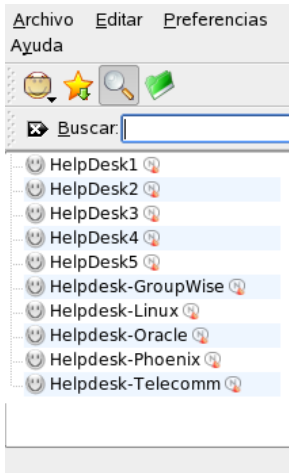 Archivo Editar Preferencias
Ayuda
Buscar:
HelpDesk1
HelpDesk2
HelpDesk3
HelpDesk4
HelpDesk5
Helpdesk-GroupWise
Helpdesk-Linux
Helpdesk-Oracle
Helpdesk-Phoenix
Helpdesk-Telecomm